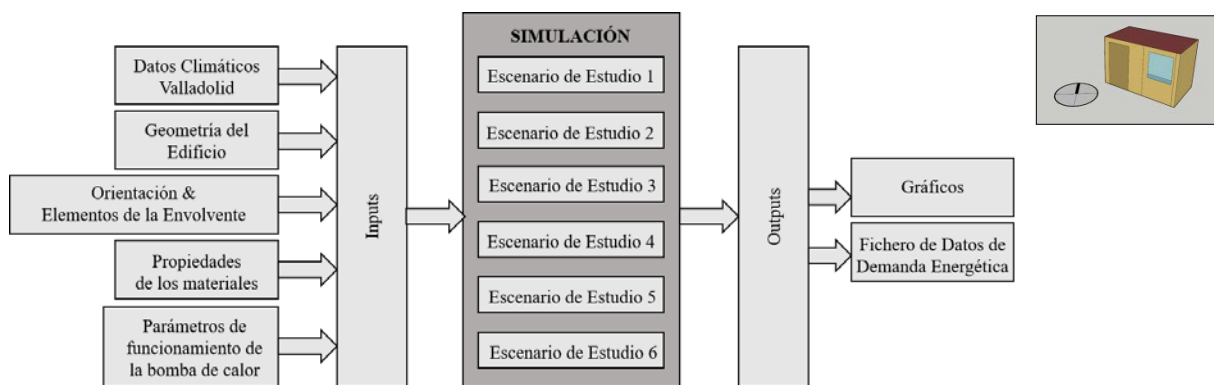 Datos Climáticos
Valladolid
Geometría del
Edificio
Orientación &
Elementos de la Envolvente
Propiedades
de los materiales
Parámetros de
funcionamiento de
la bomba de calor
Inputs
SIMULACIÓN
Escenario de Estudio 1
Escenario de Estudio 2
Escenario de Estudio 3
Escenario de Estudio 4
Escenario de Estudio 5
Escenario de Estudio 6
Outputs
Gráficos
Fichero de Datos de
Demanda Energética